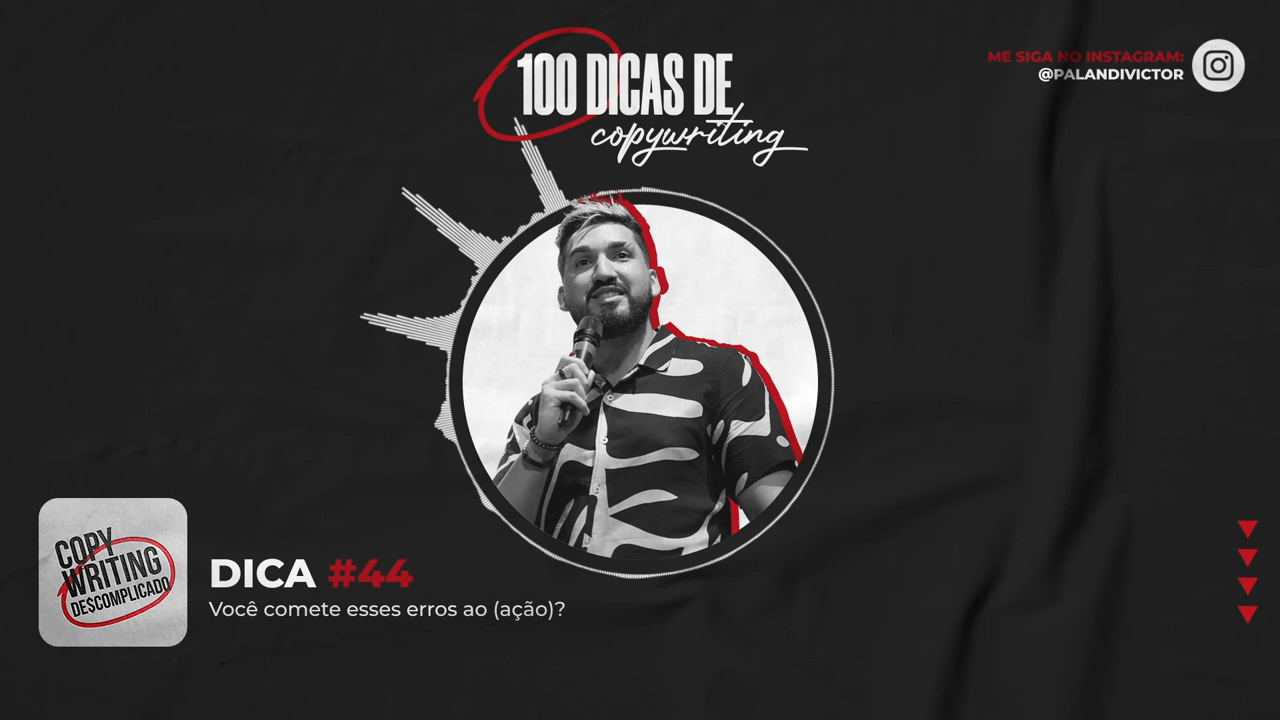 100 DICAS DE
copywriting
ME SIGA NO INSTAGRAM:
@PALANDIVICTOR
COPY
WRITING
DESCOMPLICADO
DICA #44
Você comete esses erros ao (ação)?